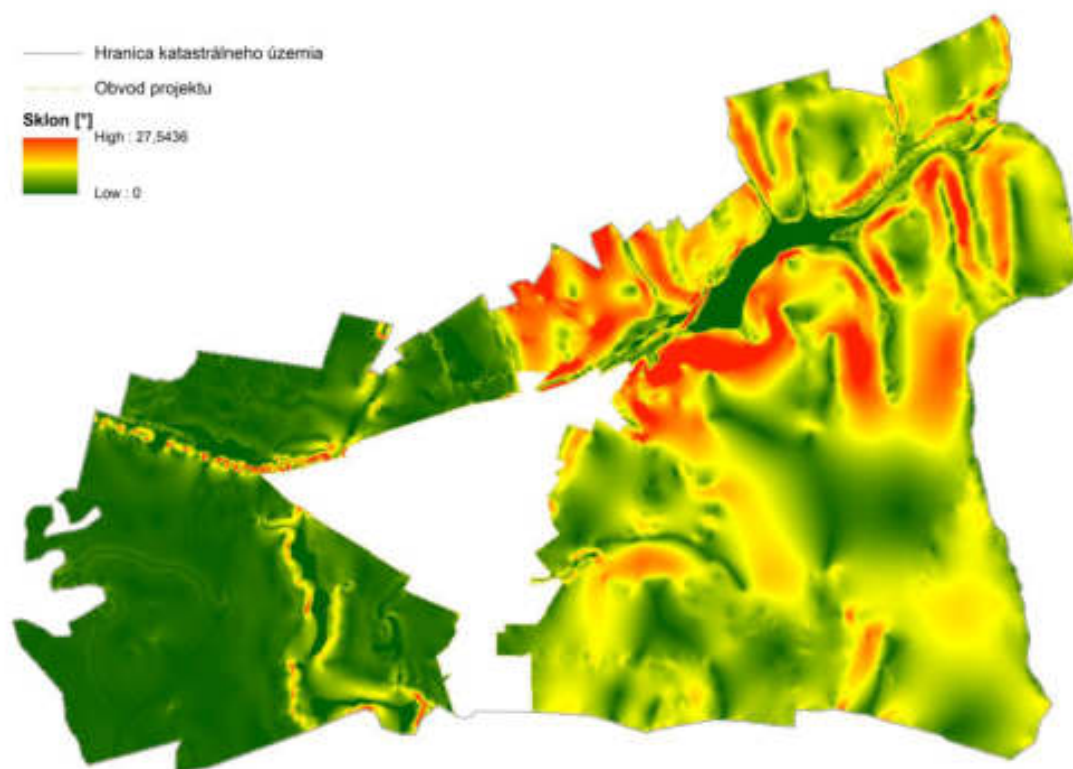 Hranica katastrálneho územia
Obvod projektu
Sklon [°]
High : 27,5436
Low : 0